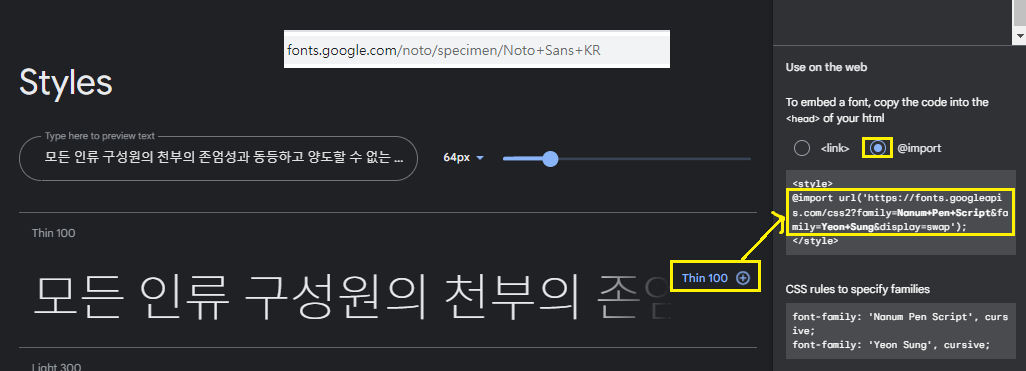 fonts.google.com/noto/specimen/Noto+Sans+KR
Styles
Type here to preview text
모든 인류 구성원의 천부의 존엄성과 동등하고 양도할 수 없는 ...
64px
Thin 100
모든 인류 구성원의 천부의 존엄
Thin 100
Light 300
Use on the web
To embed a font, copy the code into the
<head> of your html
<link>
@import
<style>
@import url('https://fonts.googleapi
s.com/css2?family=Nanum+Pen+Script&fa
mily=Yeon+Sung&display=swap');
</style>
CSS rules to specify families
font-family: 'Nanum Pen Script', curs
ive;
font-family: 'Yeon Sung', cursive;